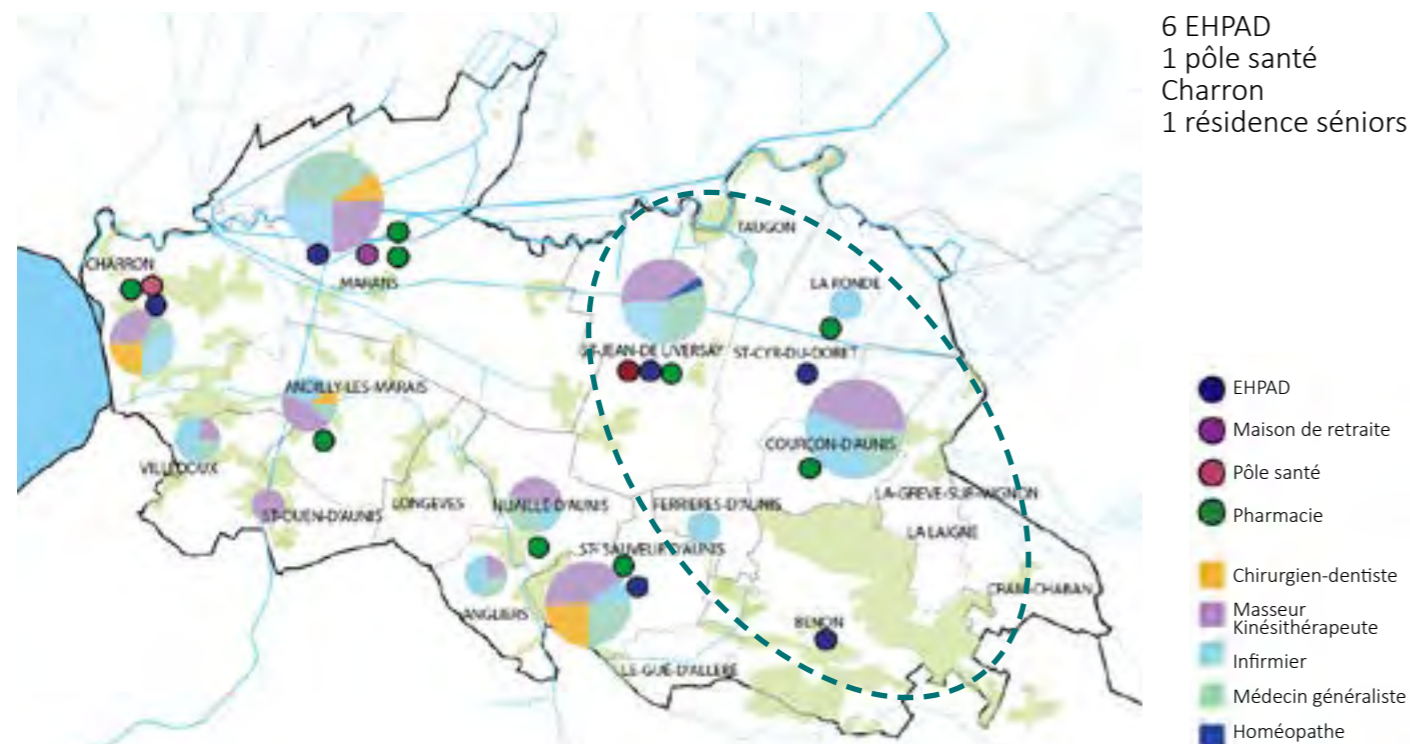 6 EHPAD
1 pôle santé
Charron
1 résidence séniors
TAUGON
CHARRON
MARANS
LA RONDE
ST-JEAN-DE LIVERSAY
ST-CYR-DU-DORET
ANDILLY-LES-MARAIS
COURCON-D'AUNIS
VILLEDOUX
ST-OUEN-D'AUNIS
LONGEVES
NUAILLE D'AUNIS
FERRIERES-D'AUNIS
LA-GREVE-SUR-MIGNON
LA LAIGNE
ST-SAUVEUR D'AUNIS
ANGLIERS
CRAM-CHABAN
BENON
LE-GUE-D'ALLERE
EHPAD
Maison de retraite
Pôle santé
Pharmacie
Chirurgien-dentiste
Masseur
Kinésithérapeute
Infirmier
Médecin généraliste
Homéopathe